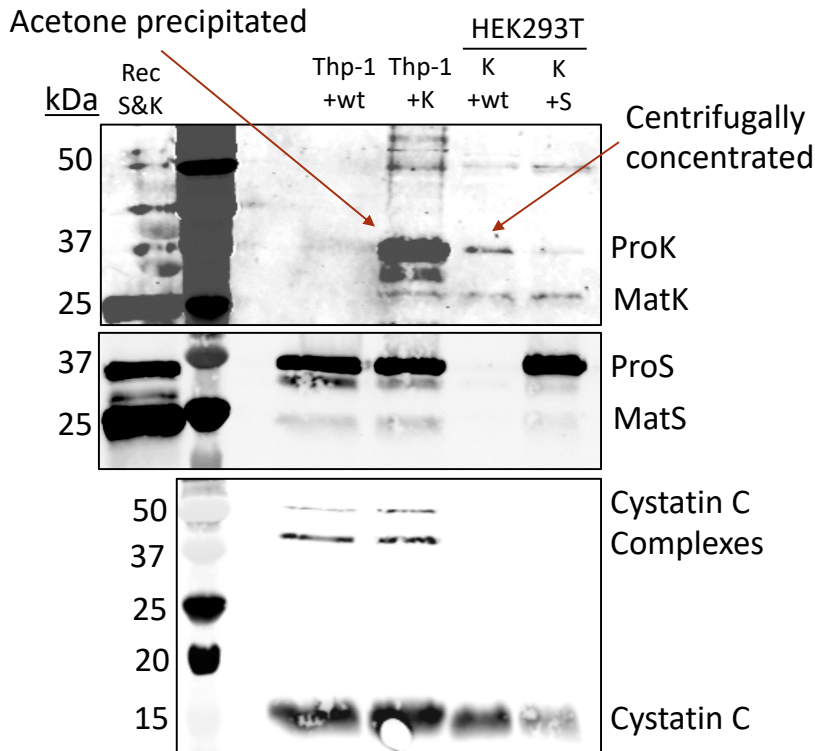 Acetone precipitated
HEK293T
Rec
S&K
Thp-1
+wt
Thp-1
+K
K
+wt
K
+S
kDa
Centrifugally
concentrated
50
37
25
ProK
MatK
37
25
ProS
MatS
50
37
25
20
15
Cystatin C
Complexes
Cystatin C